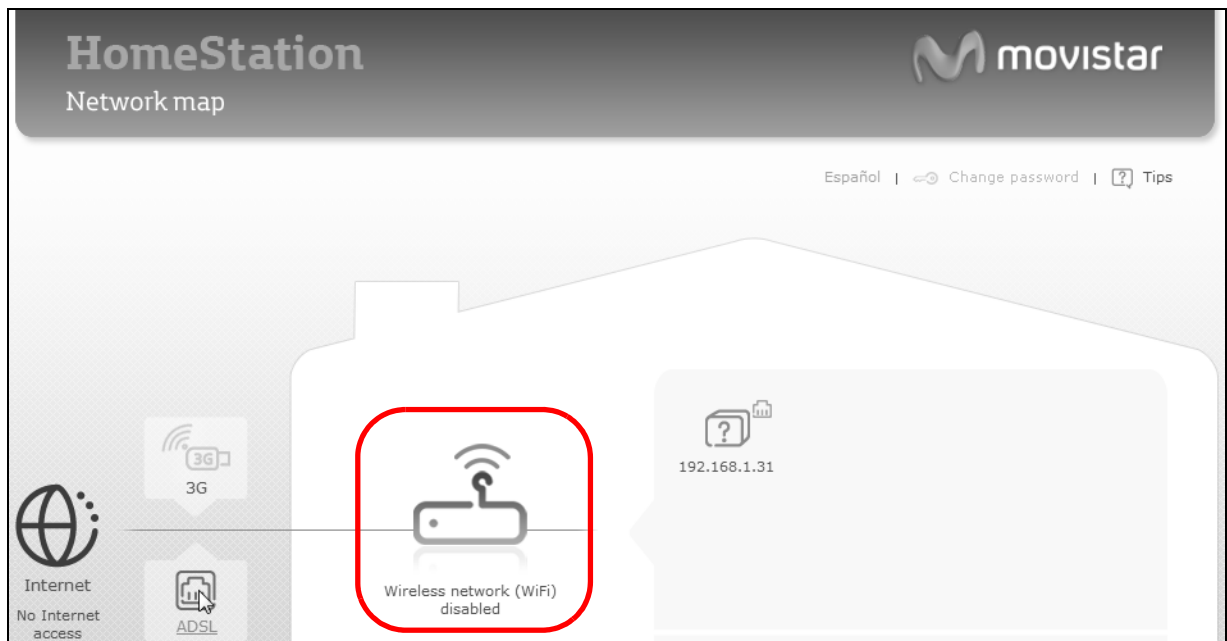 HomeStation
movistar
Network map
Español | Change password | ? Tips
?
192.168.1.31
3G
3G
Internet
No Internet
access
ADSL
Wireless network (WiFi)
disabled